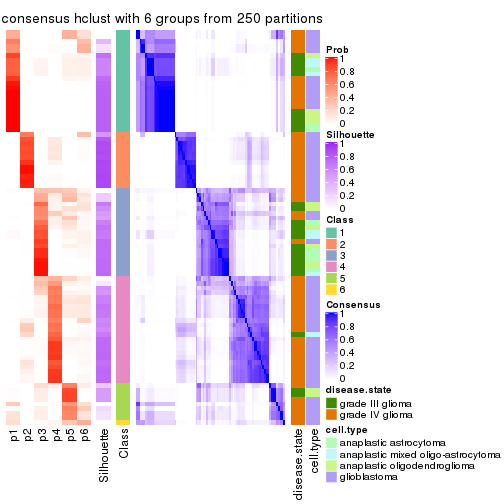 consensus hclust with 6 groups from 250 partitions
Prob
1
0.8
0.6
0.4
0.2
0
Silhouette
1
0.8
0.6
0.4
0.2
0
Class
1
2
3
4
5
6
Consensus
1
0.8
0.6
0.4
0.2
0
disease.state
grade III glioma
grade IV glioma
cell.type
anaplastic astrocytoma
anaplastic mixed oligo-astrocytoma
anaplastic oligodendroglioma
glioblastoma
p1
p2
p3
p4
p5
p6
Silhouette
Class
disease.state
cell.type